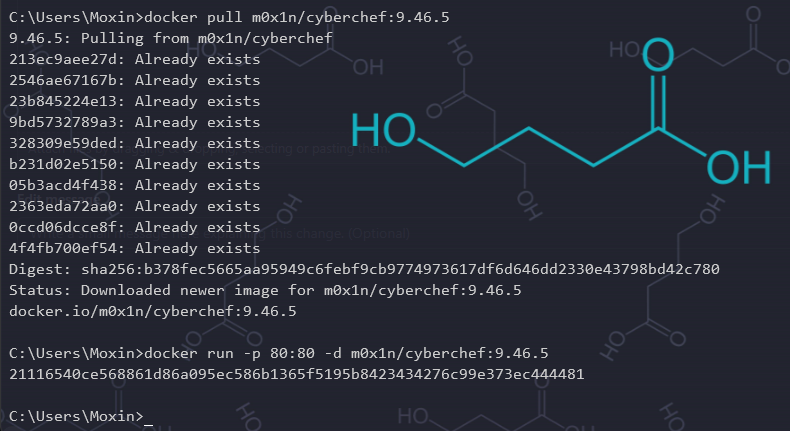 C:\Users\Moxin>docker pull m0x1n/cyberchef:9.46.5
9.46.5: Pulling from m0x1n/cyberchef
213ec9aee27d: Already exists
2546ae67167b: Already exists
23b845224e13: Already exists
9bd5732789a3: Already exists
328309e59ded: Already exists
b231d02e5150: Already exists
05b3acd4f438: Already exists
2363eda72aa0: Already exists
0ccd06dcce8f: Already exists
4f4fb700ef54: Already exists
Digest: sha256:b378fec5665aa95949c6febf9cb9774973617df6d646dd2330e43798bd42c780
Status: Downloaded newer image for m0x1n/cyberchef:9.46.5
docker.io/m0x1n/cyberchef:9.46.5
C:\Users\Moxin>docker run -p 80:80 -d m0x1n/cyberchef:9.46.5
21116540ce568861d86a095ec586b1365f5195b8423434276c99e373ec444481
C:\Users\Moxin>_
O
HO
OH